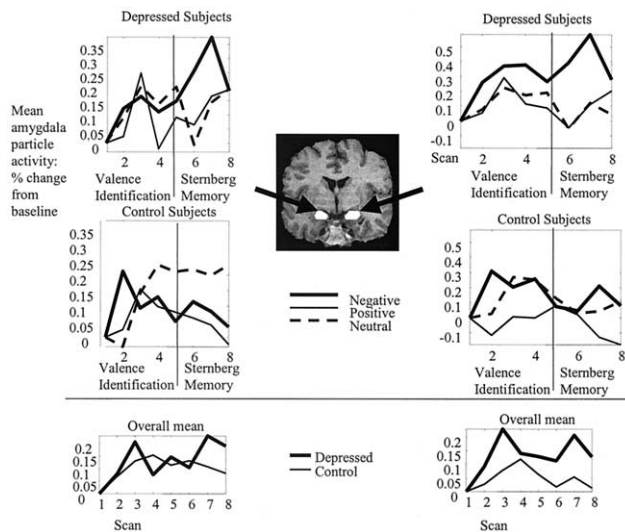 Depressed Subjects
0.35
0.3
0.25
0.2
0.15
0.1
0.05
0
2 4 6 8
Mean
amygdala
particle
activity:
% change
from
baseline
Valence
Identification
Sternberg
Memory
Control Subjects
0.35
0.3
0.25
0.2
0.15
0.1
0.05
0
2 4 6 8
Valence
Identification
Sternberg
Memory
Depressed Subjects
0.5
0.4
0.3
0.2
0.1
0
-0.1
Scan
2 4 6 8
Valence
Identification
Sternberg
Memory
Control Subjects
0.5
0.4
0.3
0.2
0.1
0
-0.1
2 4 6 8
Valence
Identification
Sternberg
Memory
Negative
Positive
Neutral
Overall mean
0.2
0.15
0.1
0.05
0
1 2 3 4 5 6 7 8
Scan
Depressed
Control
Overall mean
0.2
0.15
0.1
0.05
0
1 2 3 4 5 6 7 8
Scan